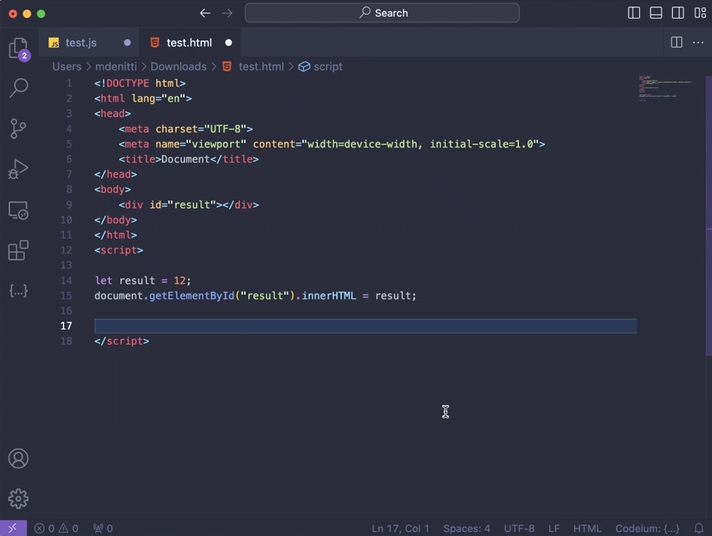 Search
JS test.js
test.html
2
Users > mdenitti > Downloads > test.html > script
1 <!DOCTYPE html>
2 <html lang="en">
3 <head>
4 <meta charset="UTF-8">
5 <meta name="viewport" content="width=device-width, initial-scale=1.0">
6 <title>Document</title>
7 </head>
8 <body>
9 <div id="result"></div>
10 </body>
11 </html>
12 <script>
13
14 let result = 12;
15 document.getElementById("result").innerHTML = result;
16
17
18 </script>
{...}
0 0 0 Ln 17, Col 1 Spaces: 4 UTF-8 LF HTML Codeium: {...}